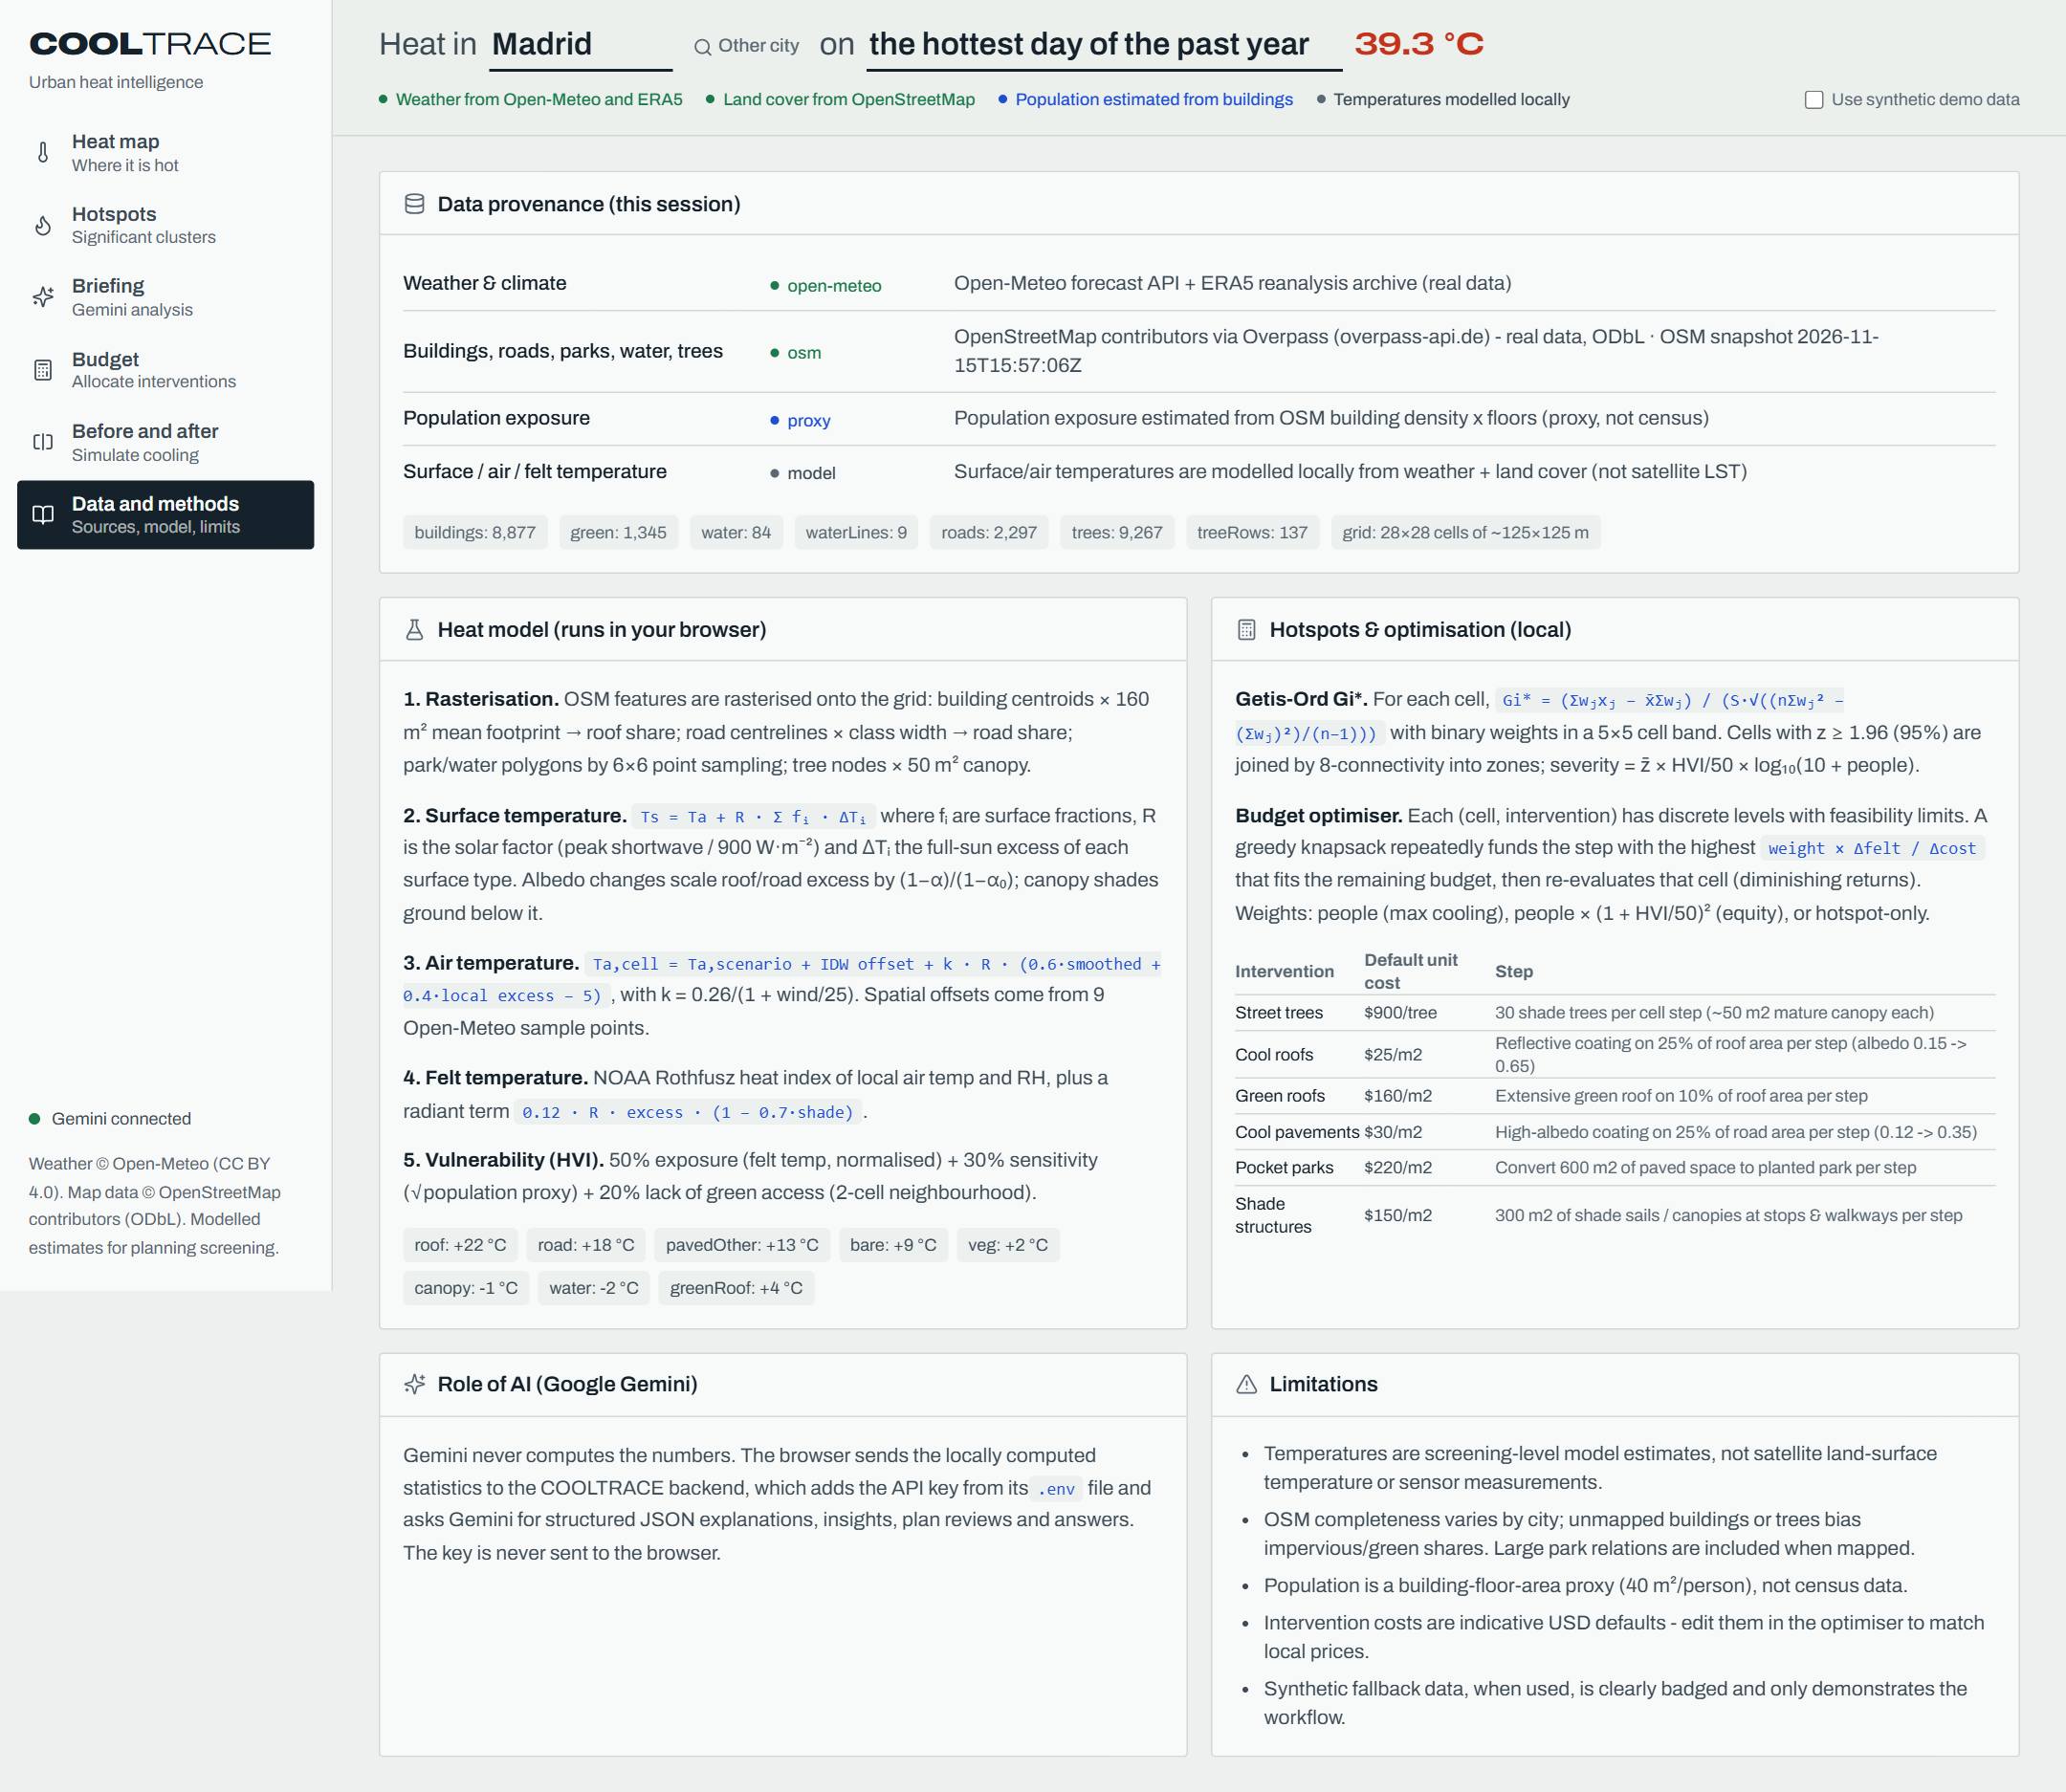 COOLTRACE
Urban heat intelligence
Heat map
Where it is hot
Hotspots
Significant clusters
Briefing
Gemini analysis
Budget
Allocate interventions
Before and after
Simulate cooling
Data and methods
Sources, model, limits
Gemini connected
Weather © Open-Meteo (CC BY
4.0). Map data © OpenStreetMap
contributors (ODbL). Modelled
estimates for planning screening.
Heat in Madrid Other city on the hottest day of the past year 39.3 °C
Weather from Open-Meteo and ERA5 Land cover from OpenStreetMap Population estimated from buildings Temperatures modelled locally Use synthetic demo data
Data provenance (this session)
Weather & climate open-meteo Open-Meteo forecast API + ERA5 reanalysis archive (real data)
Buildings, roads, parks, water, trees osm OpenStreetMap contributors via Overpass (overpass-api.de) - real data, ODbL · OSM snapshot 2026-11-
15T15:57:06Z
Population exposure proxy Population exposure estimated from OSM building density x floors (proxy, not census)
Surface / air / felt temperature model Surface/air temperatures are modelled locally from weather + land cover (not satellite LST)
buildings: 8,877 green: 1,345 water: 84 waterLines: 9 roads: 2,297 trees: 9,267 treeRows: 137 grid: 28×28 cells of ~125×125 m
Heat model (runs in your browser)
1. Rasterisation. OSM features are rasterised onto the grid: building centroids × 160
m² mean footprint → roof share; road centrelines × class width → road share;
park/water polygons by 6×6 point sampling; tree nodes × 50 m² canopy.
2. Surface temperature. Ts = Ta + R · Σ fᵢ · ΔTᵢ where fᵢ are surface fractions, R
is the solar factor (peak shortwave / 900 W·m⁻²) and ΔTᵢ the full-sun excess of each
surface type. Albedo changes scale roof/road excess by (1−α)/(1−α₀); canopy shades
ground below it.
3. Air temperature. Ta,cell = Ta,scenario + IDW offset + k · R · (0.6·smoothed +
0.4·local excess − 5) , with k = 0.26/(1 + wind/25). Spatial offsets come from 9
Open-Meteo sample points.
4. Felt temperature. NOAA Rothfusz heat index of local air temp and RH, plus a
radiant term 0.12 · R · excess · (1 − 0.7·shade) .
5. Vulnerability (HVI). 50% exposure (felt temp, normalised) + 30% sensitivity
(√population proxy) + 20% lack of green access (2-cell neighbourhood).
roof: +22 °C road: +18 °C pavedOther: +13 °C bare: +9 °C veg: +2 °C
canopy: -1 °C water: -2 °C greenRoof: +4 °C
Hotspots & optimisation (local)
Getis-Ord Gi*. For each cell, Gi* = (Σwⱼxⱼ − x̄Σwⱼ) / (S·√((nΣwⱼ² −
(Σwⱼ)²)/(n−1))) with binary weights in a 5×5 cell band. Cells with z ≥ 1.96 (95%) are
joined by 8-connectivity into zones; severity = z̄ × HVI/50 × log₁₀(10 + people).
Budget optimiser. Each (cell, intervention) has discrete levels with feasibility limits. A
greedy knapsack repeatedly funds the step with the highest weight × Δfelt / Δcost
that fits the remaining budget, then re-evaluates that cell (diminishing returns).
Weights: people (max cooling), people × (1 + HVI/50)² (equity), or hotspot-only.
Intervention Default unit cost Step
Street trees $900/tree 30 shade trees per cell step (~50 m2 mature canopy each)
Cool roofs $25/m2 Reflective coating on 25% of roof area per step (albedo 0.15 ->
0.65)
Green roofs $160/m2 Extensive green roof on 10% of roof area per step
Cool pavements $30/m2 High-albedo coating on 25% of road area per step (0.12 -> 0.35)
Pocket parks $220/m2 Convert 600 m2 of paved space to planted park per step
Shade structures $150/m2 300 m2 of shade sails / canopies at stops & walkways per step
Role of AI (Google Gemini)
Gemini never computes the numbers. The browser sends the locally computed
statistics to the COOLTRACE backend, which adds the API key from its .env file and
asks Gemini for structured JSON explanations, insights, plan reviews and answers.
The key is never sent to the browser.
Limitations
• Temperatures are screening-level model estimates, not satellite land-surface
temperature or sensor measurements.
• OSM completeness varies by city; unmapped buildings or trees bias
impervious/green shares. Large park relations are included when mapped.
• Population is a building-floor-area proxy (40 m²/person), not census data.
• Intervention costs are indicative USD defaults - edit them in the optimiser to match
local prices.
• Synthetic fallback data, when used, is clearly badged and only demonstrates the
workflow.